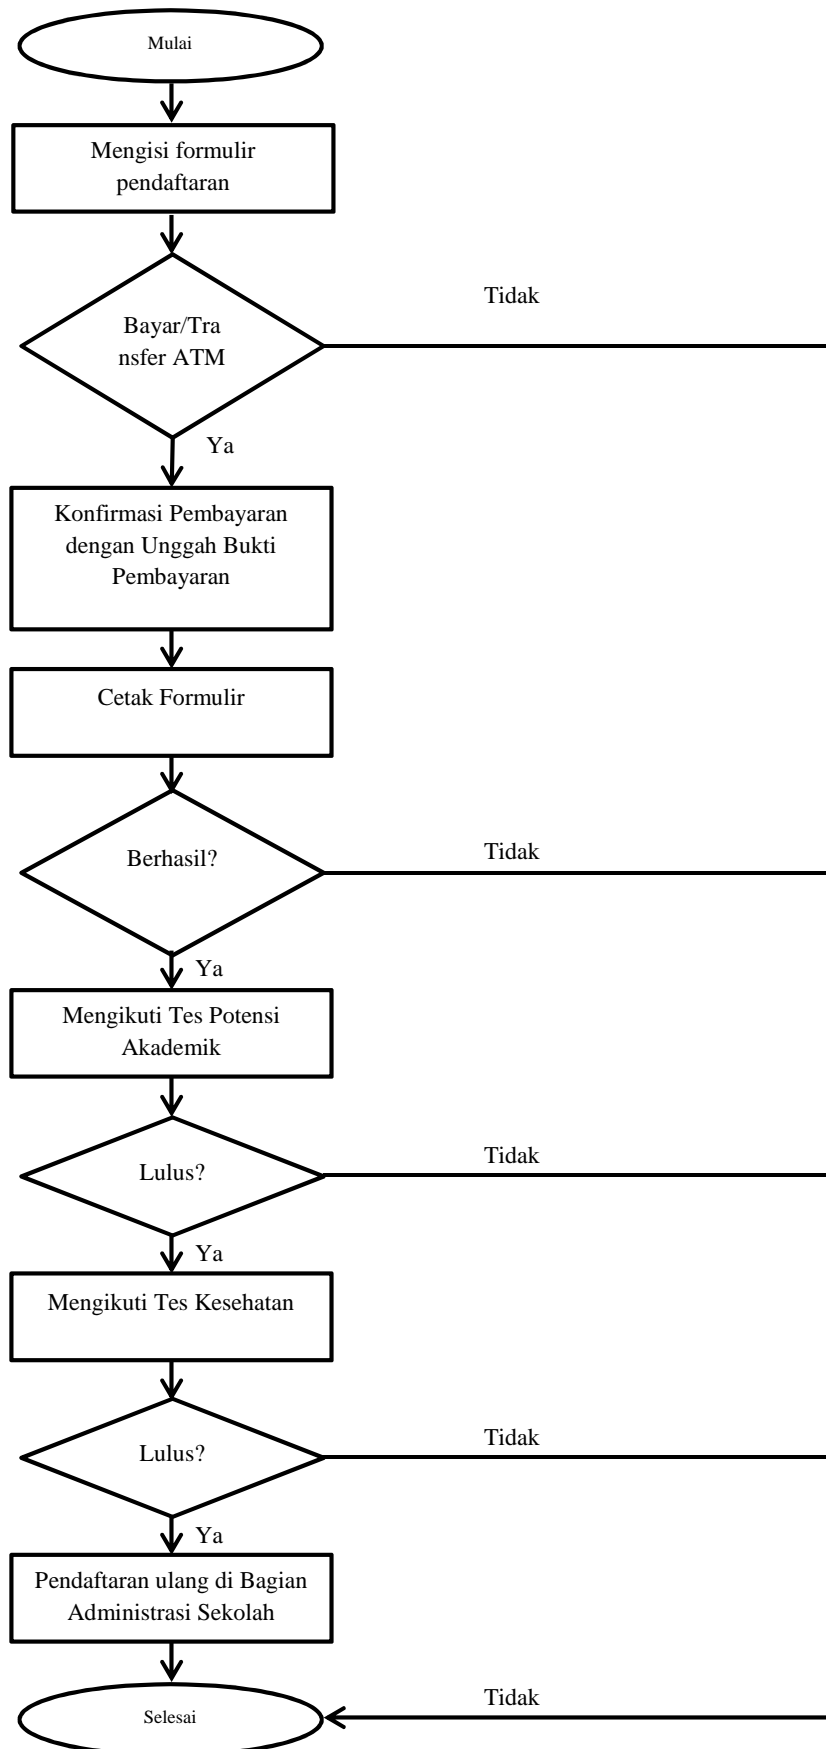 Mulai
Mengisi formulir
pendaftaran
Tidak
Bayar/Tra
nsfer ATM
Ya
Konfirmasi Pembayaran
dengan Unggah Bukti
Pembayaran
Cetak Formulir
Berhasil?
Tidak
Ya
Mengikuti Tes Potensi
Akademik
Lulus?
Tidak
Ya
Mengikuti Tes Kesehatan
Lulus?
Tidak
Ya
Pendaftaran ulang di Bagian
Administrasi Sekolah
Selesai
Tidak